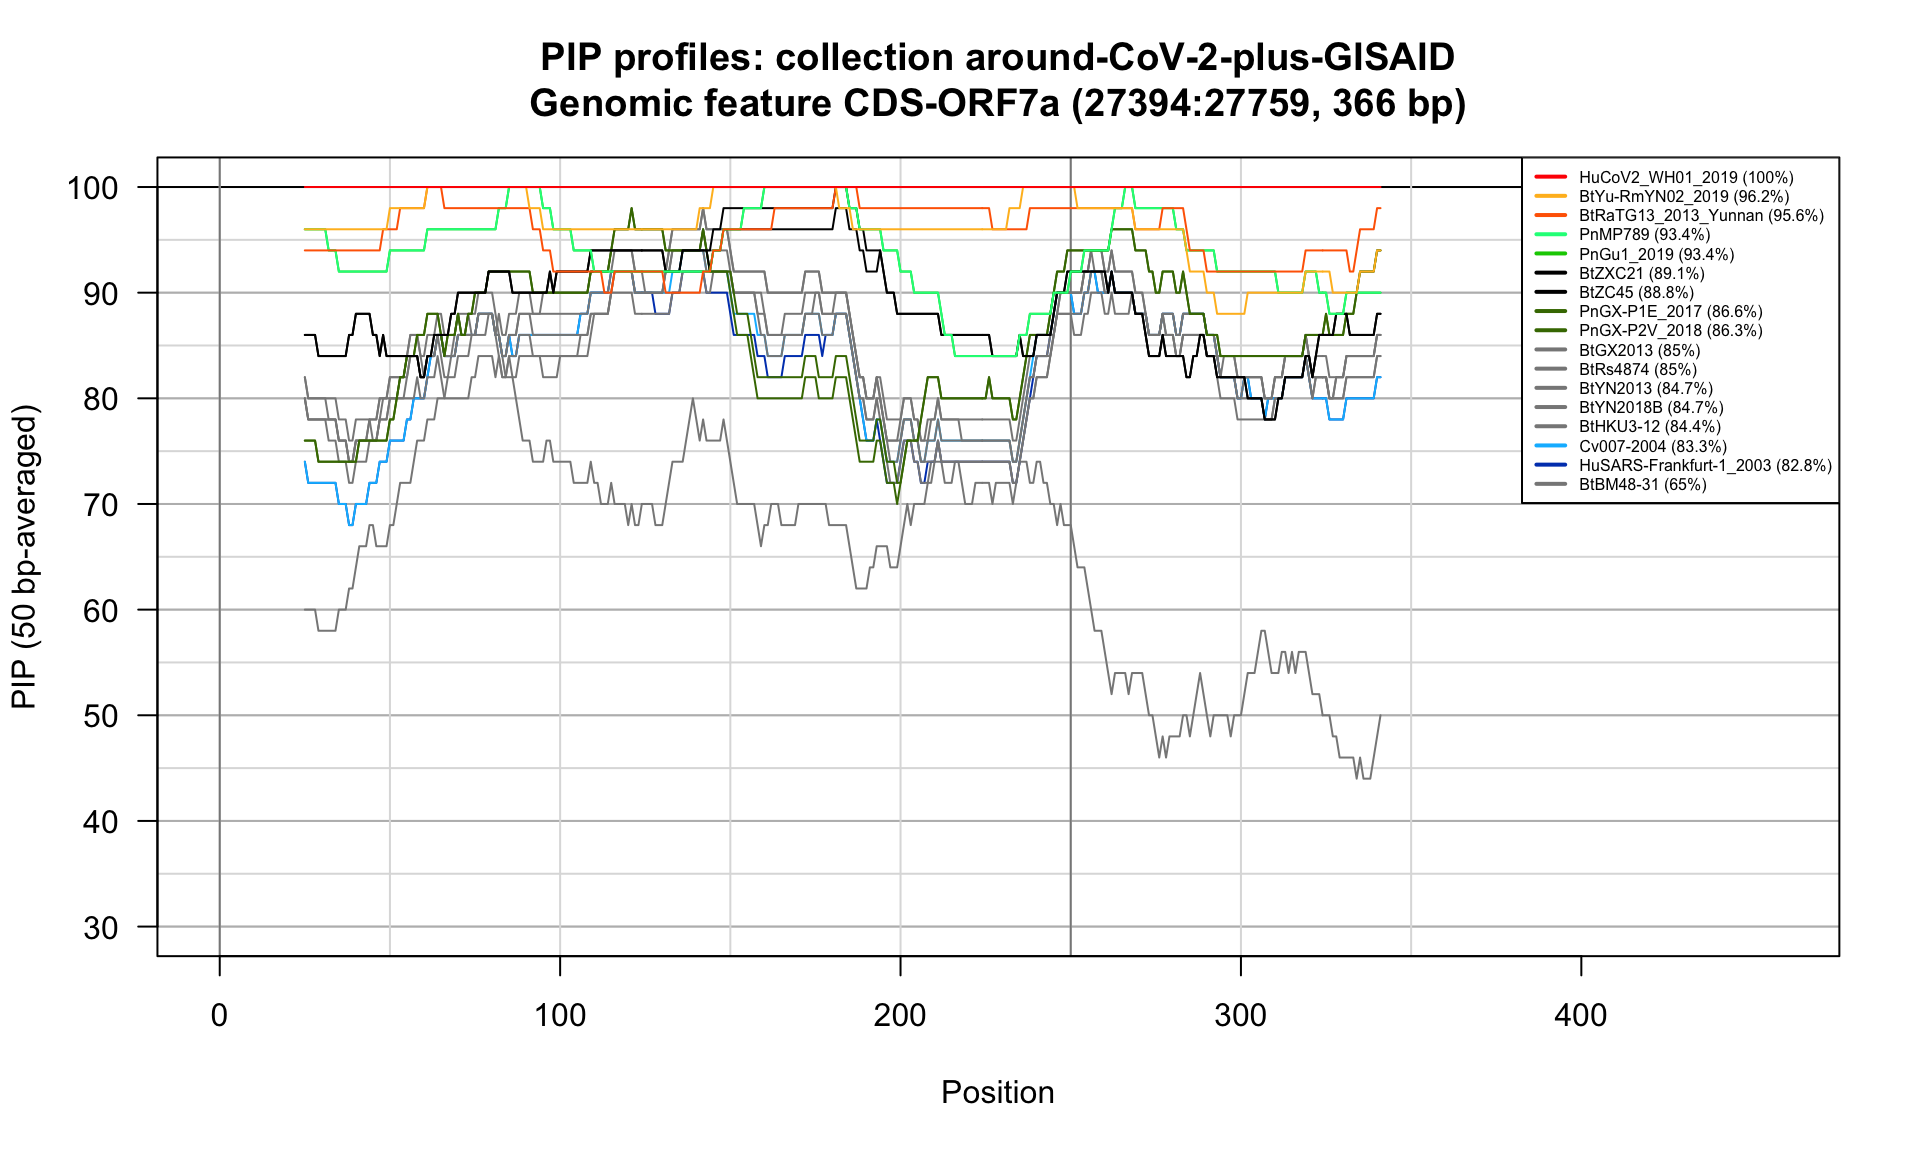 PIP profiles: collection around-CoV-2-plus-GISAID
Genomic feature CDS-ORF7a (27394:27759, 366 bp)
PIP (50 bp-averaged)
100
90
80
70
60
50
40
30
HuCoV2_WH01_2019 (100%)
BtYu-RmYN02_2019 (96.2%)
BtRaTG13_2013_Yunnan (95.6%)
PnMP789 (93.4%)
PnGu1_2019 (93.4%)
BtZXC21 (89.1%)
BtZC45 (88.8%)
PnGX-P1E_2017 (86.6%)
PnGX-P2V_2018 (86.3%)
BtGX2013 (85%)
BtRs4874 (85%)
BtYN2013 (84.7%)
BtYN2018B (84.7%)
BtHKU3-12 (84.4%)
Cv007-2004 (83.3%)
HuSARS-Frankfurt-1_2003 (82.8%)
BtBM48-31 (65%)
0
100
200
300
400
Position